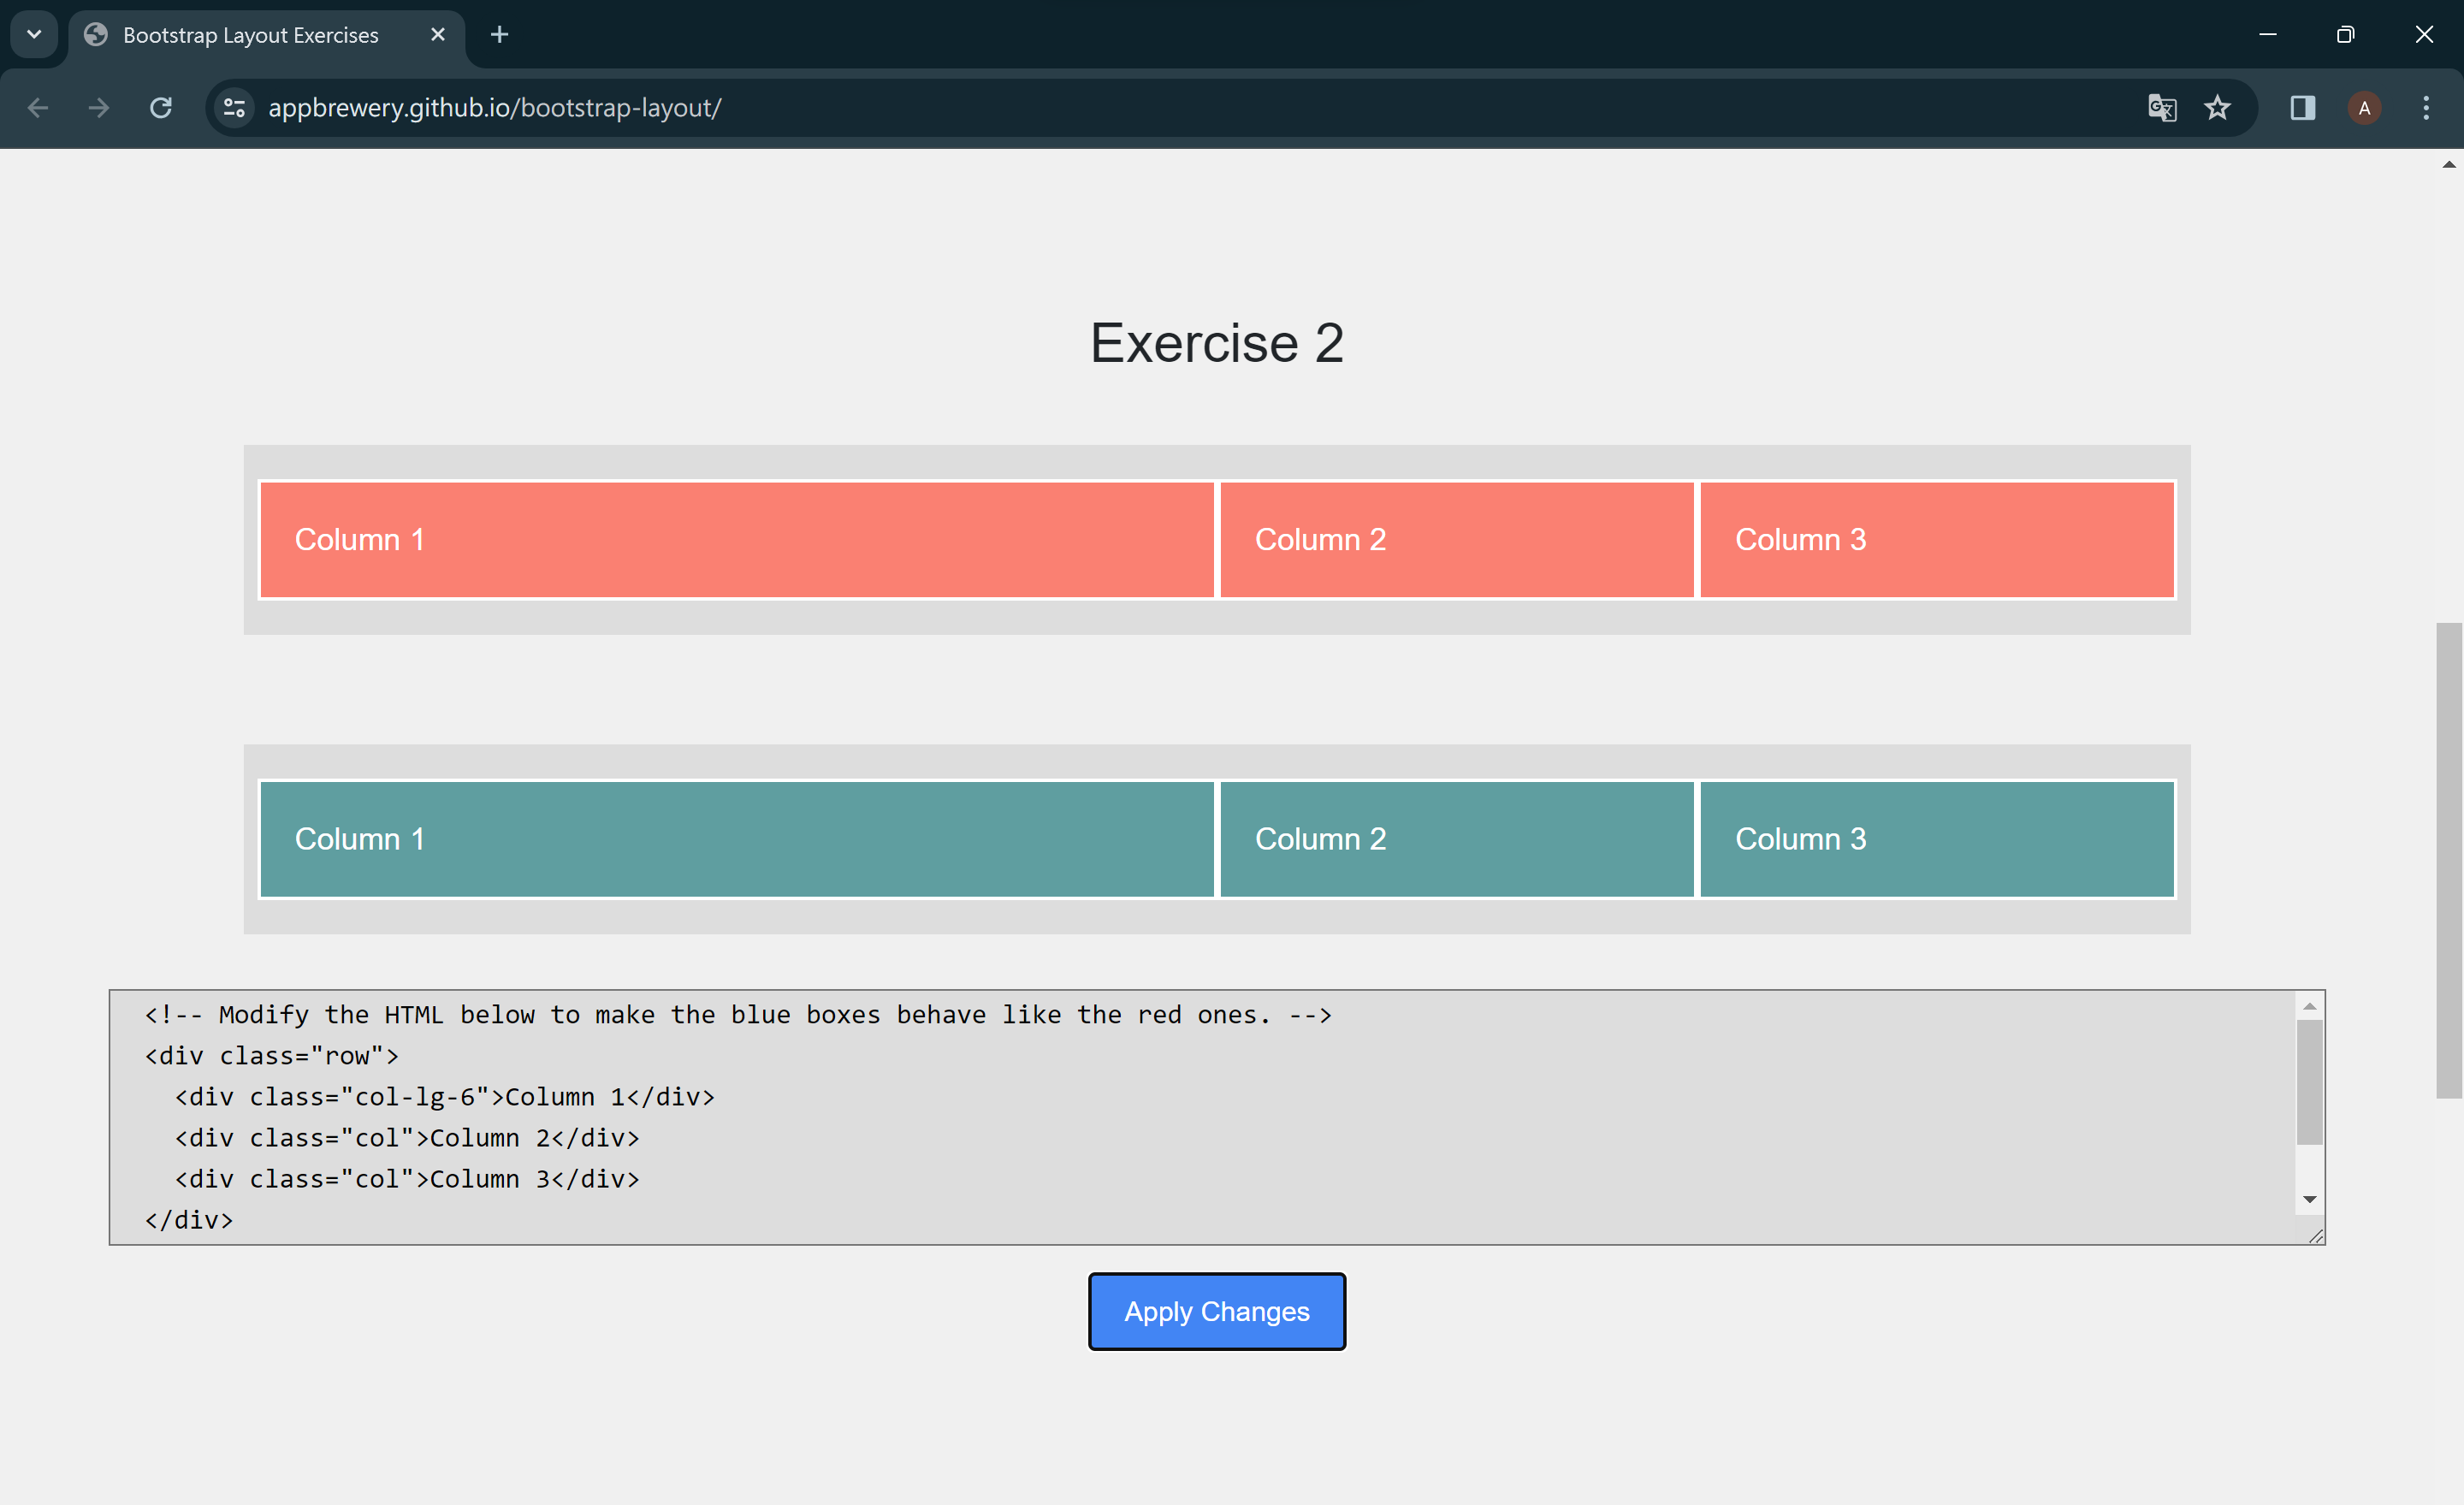 Bootstrap Layout Exercises
appbrewery.github.io/bootstrap-layout/
A
Exercise 2
Column 1 Column 2 Column 3
Column 1 Column 2 Column 3
<!-- Modify the HTML below to make the blue boxes behave like the red ones. -->
<div class="row">
<div class="col-lg-6">Column 1</div>
<div class="col">Column 2</div>
<div class="col">Column 3</div>
</div>
Apply Changes